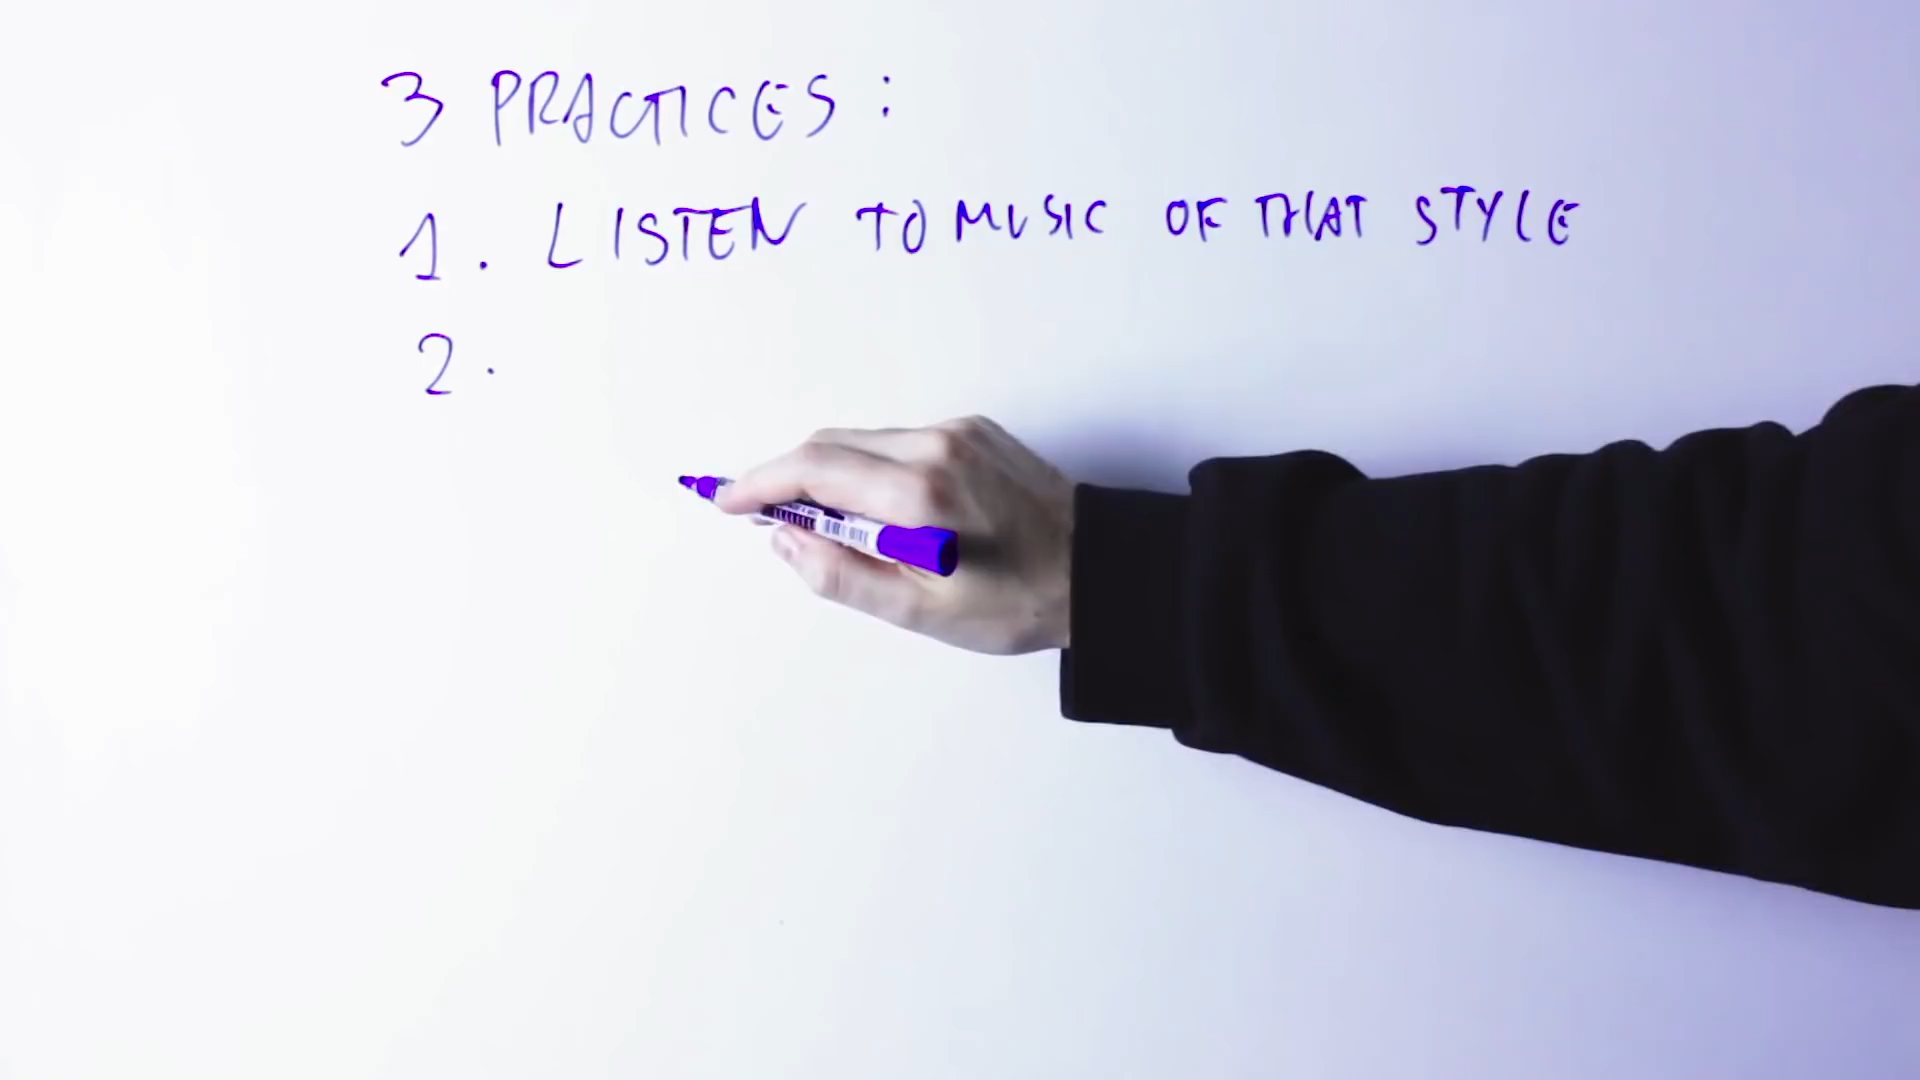 3 PRACTICES:
1. LISTEN TO MUSIC OF THAT STYLE
2.